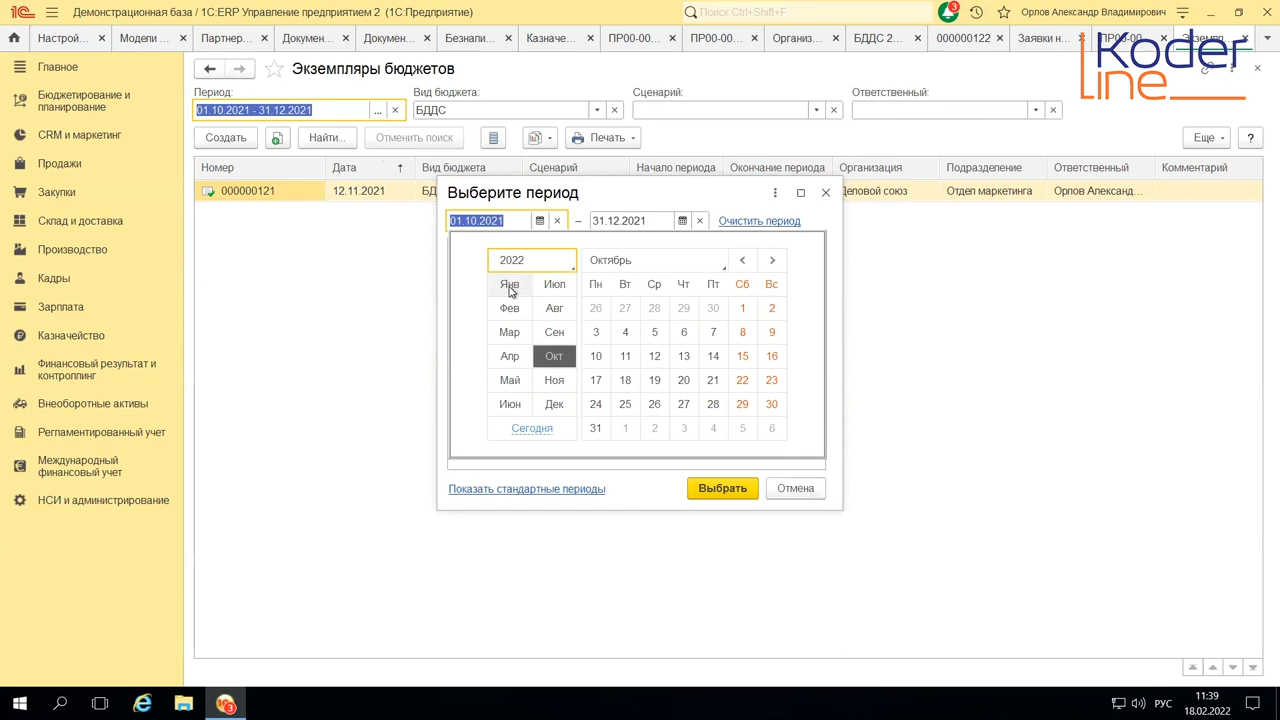 Демонстрационная база / 1С:ERP Управление предприятием 2 (1С:Предприятие)
Поиск Ctrl+Shift+F
3
Орлов Александр Владимирович
Настрой...
Модели ...
Партнер...
Докумен...
Докумен...
Безнали...
Казначе...
ПР00-00...
ПР00-00...
Организ...
БДДС 2...
000000122
Заявки н...
ПР00-00...
Экземпл...
Koder
line
Главное
Бюджетирование и
планирование
CRM и маркетинг
Продажи
Закупки
Склад и доставка
Производство
Кадры
Зарплата
Казначейство
Финансовый результат и
контроллинг
Внеоборотные активы
Регламентированный учет
Международный
финансовый учет
НСИ и администрирование
Экземпляры бюджетов
Период:
Вид бюджета:
Сценарий:
Ответственный:
01.10.2021 - 31.12.2021
...
БДДС
Создать
Найти...
Отменить поиск
Печать
Еще
?
Номер
Дата
Вид бюджета
Сценарий
Начало периода
Окончание периода
Организация
Подразделение
Ответственный
Комментарий
000000121
12.11.2021
БД
Деловой союз
Отдел маркетинга
Орлов Александ...
Выберите период
01.10.2021
–
31.12.2021
Очистить период
2022
Октябрь
Янв Июл Пн Вт Ср Чт Пт Сб Вс
Фев Авг 26 27 28 29 30 1 2
Мар Сен 3 4 5 6 7 8 9
Апр Окт 10 11 12 13 14 15 16
Май Ноя 17 18 19 20 21 22 23
Июн Дек 24 25 26 27 28 29 30
Сегодня 31 1 2 3 4 5 6
Показать стандартные периоды
Выбрать
Отмена
3
РУС
11:39
18.02.2022